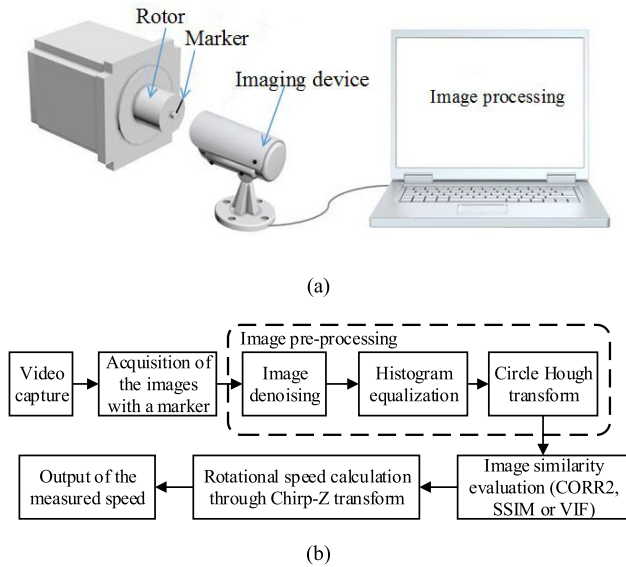 Rotor
Marker
Imaging device
Image processing
(a)
Image pre-processing
Video
capture
Acquisition of
the images
with a marker
Image
denoising
Histogram
equalization
Circle Hough
transform
Output of the
measured speed
Rotational speed calculation
through Chirp-Z transform
Image similarity
evaluation (CORR2,
SSIM or VIF)
(b)